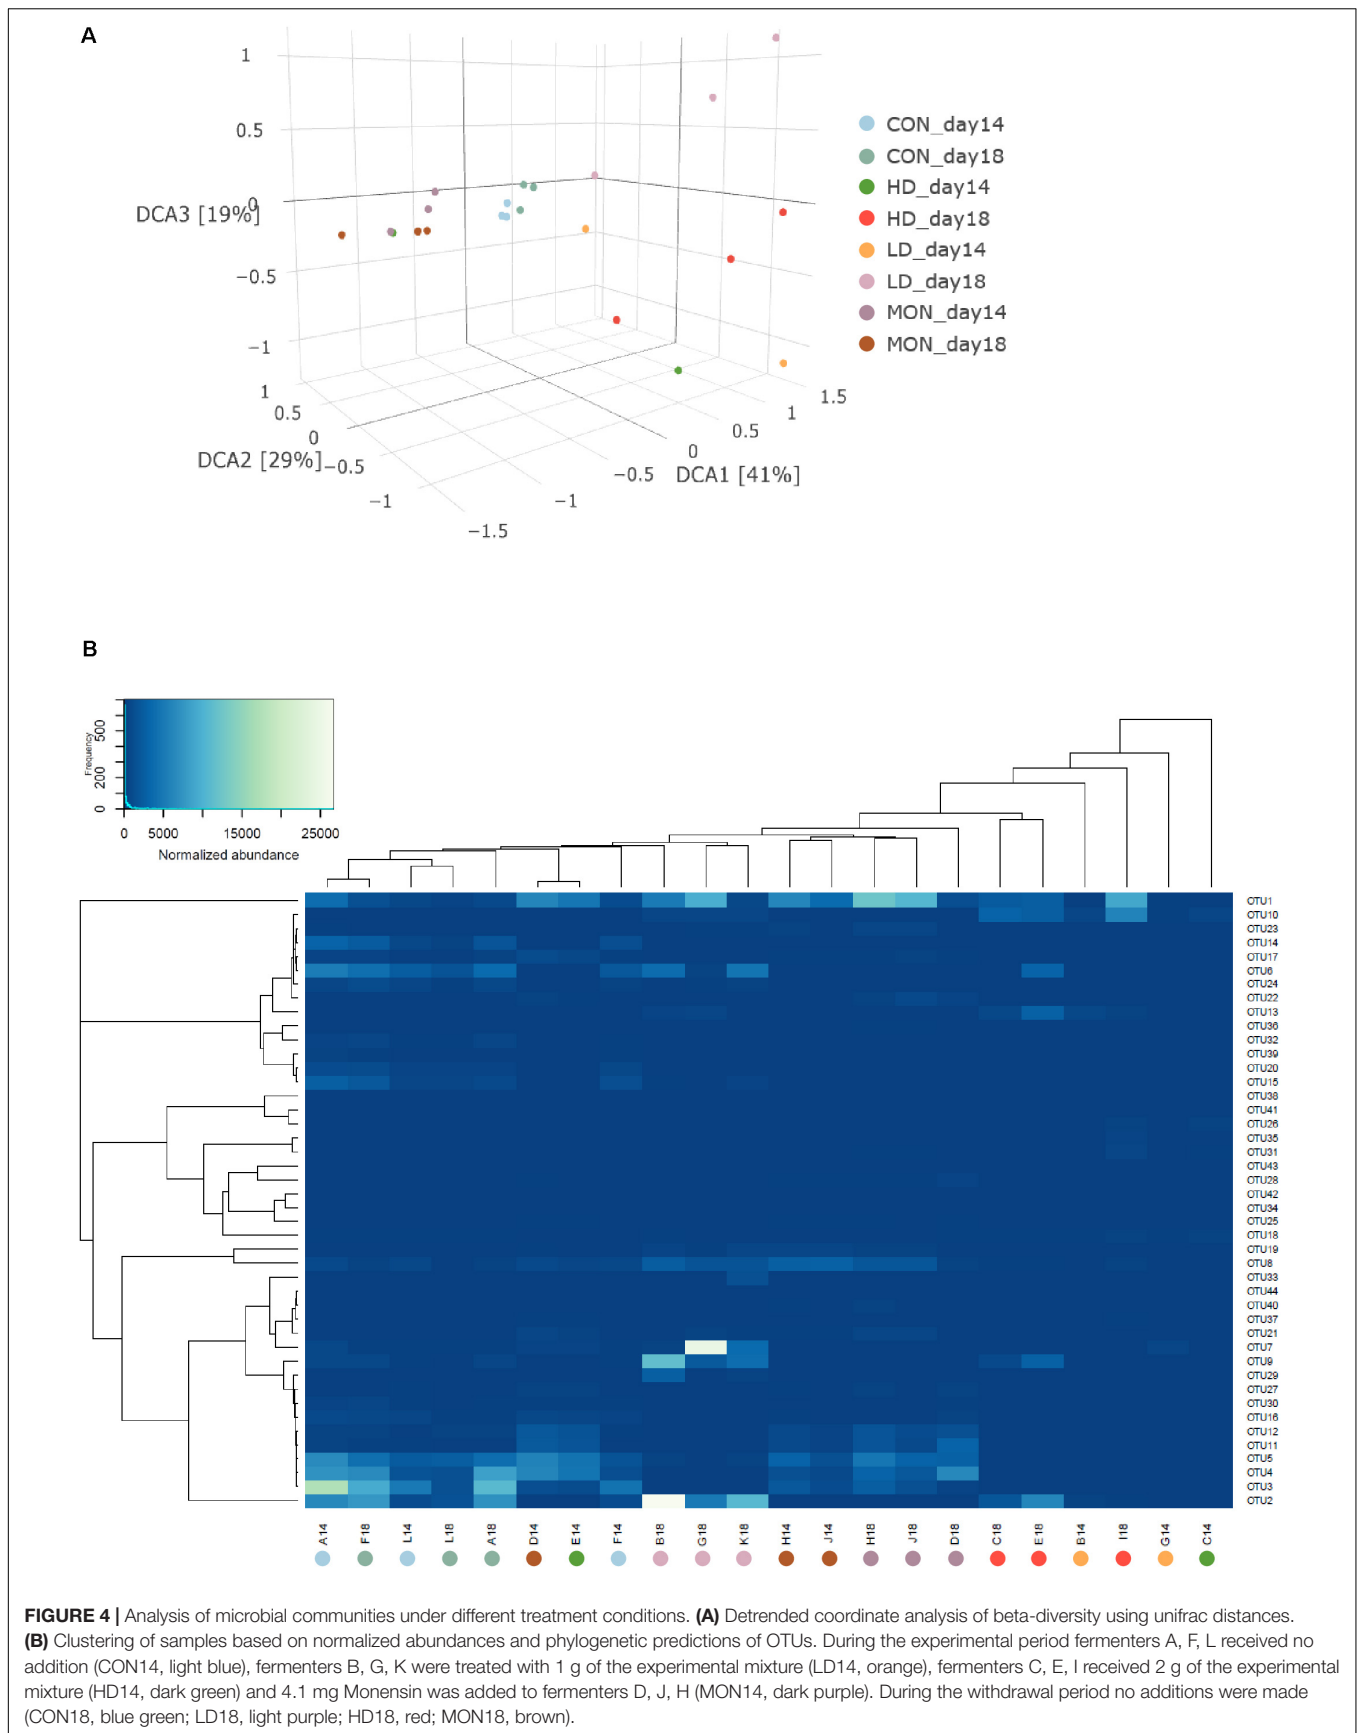 A
1
0.5
0
DCA3 [19%]
−0.5
−1
1
0.5
0
DCA2 [29%]
−0.5
−1
−1.5
−1
−0.5
0
DCA1 [41%]
0.5
1
1.5
CON_day14
CON_day18
HD_day14
HD_day18
LD_day14
LD_day18
MON_day14
MON_day18
B
Frequency
0 200 500
0 5000 15000 25000
Normalized abundance
OTU1
OTU10
OTU23
OTU14
OTU17
OTU6
OTU24
OTU22
OTU13
OTU36
OTU32
OTU39
OTU20
OTU15
OTU38
OTU41
OTU26
OTU35
OTU31
OTU43
OTU28
OTU42
OTU34
OTU25
OTU18
OTU19
OTU8
OTU33
OTU44
OTU40
OTU37
OTU21
OTU7
OTU9
OTU29
OTU27
OTU30
OTU16
OTU12
OTU11
OTU5
OTU4
OTU3
OTU2
A14 F18 L14 L18 A18 D14 E14 F14 B18 G18 K18 H14 J14 H18 J18 D18 C18 E18 B14 I18 G14 C14
FIGURE 4 | Analysis of microbial communities under different treatment conditions. (A) Detrended coordinate analysis of beta-diversity using unifrac distances.
(B) Clustering of samples based on normalized abundances and phylogenetic predictions of OTUs. During the experimental period fermenters A, F, L received no
addition (CON14, light blue), fermenters B, G, K were treated with 1 g of the experimental mixture (LD14, orange), fermenters C, E, I received 2 g of the experimental
mixture (HD14, dark green) and 4.1 mg Monensin was added to fermenters D, J, H (MON14, dark purple). During the withdrawal period no additions were made
(CON18, blue green; LD18, light purple; HD18, red; MON18, brown).